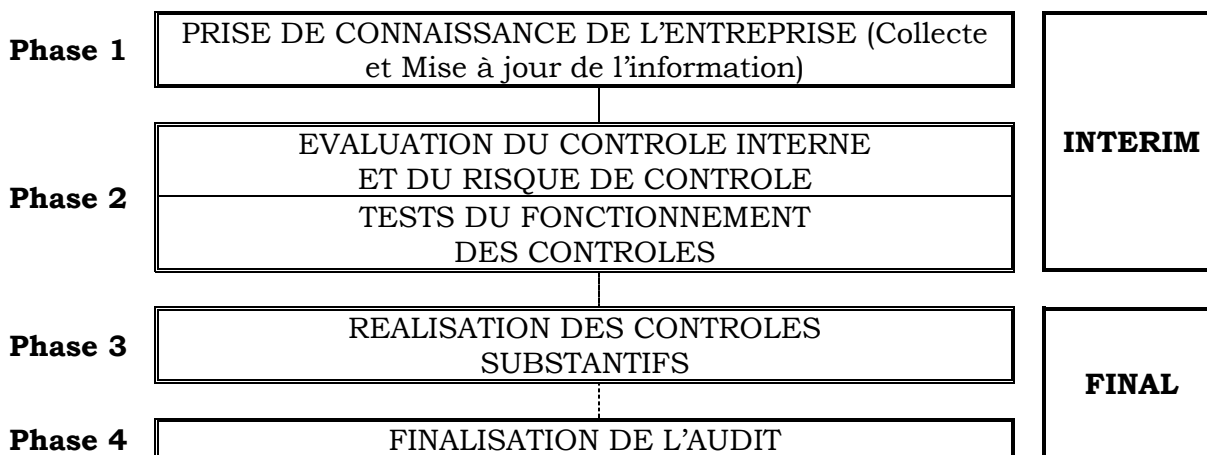 Phase 1
PRISE DE CONNAISSANCE DE L’ENTREPRISE (Collecte
et Mise à jour de l’information)
INTERIM
Phase 2
EVALUATION DU CONTROLE INTERNE
ET DU RISQUE DE CONTROLE
TESTS DU FONCTIONNEMENT
DES CONTROLES
Phase 3
REALISATION DES CONTROLES
SUBSTANTIFS
FINAL
Phase 4
FINALISATION DE L’AUDIT